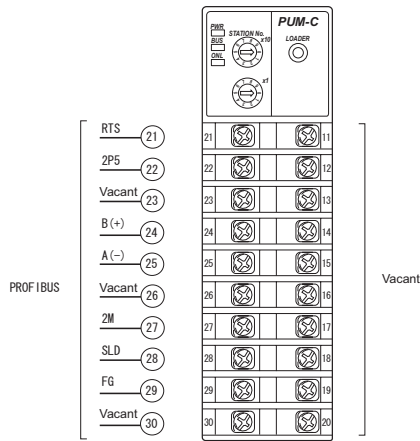 PUM-C
PWR
BUS
ONL
STATION No.
x10
LOADER
x1
PROFIBUS
RTS 21
2P5 22
Vacant 23
B(+) 24
A(-) 25
Vacant 26
2M 27
SLD 28
FG 29
Vacant 30
21 11
22 12
23 13
24 14
25 15
26 16
27 17
28 18
29 19
30 20
Vacant